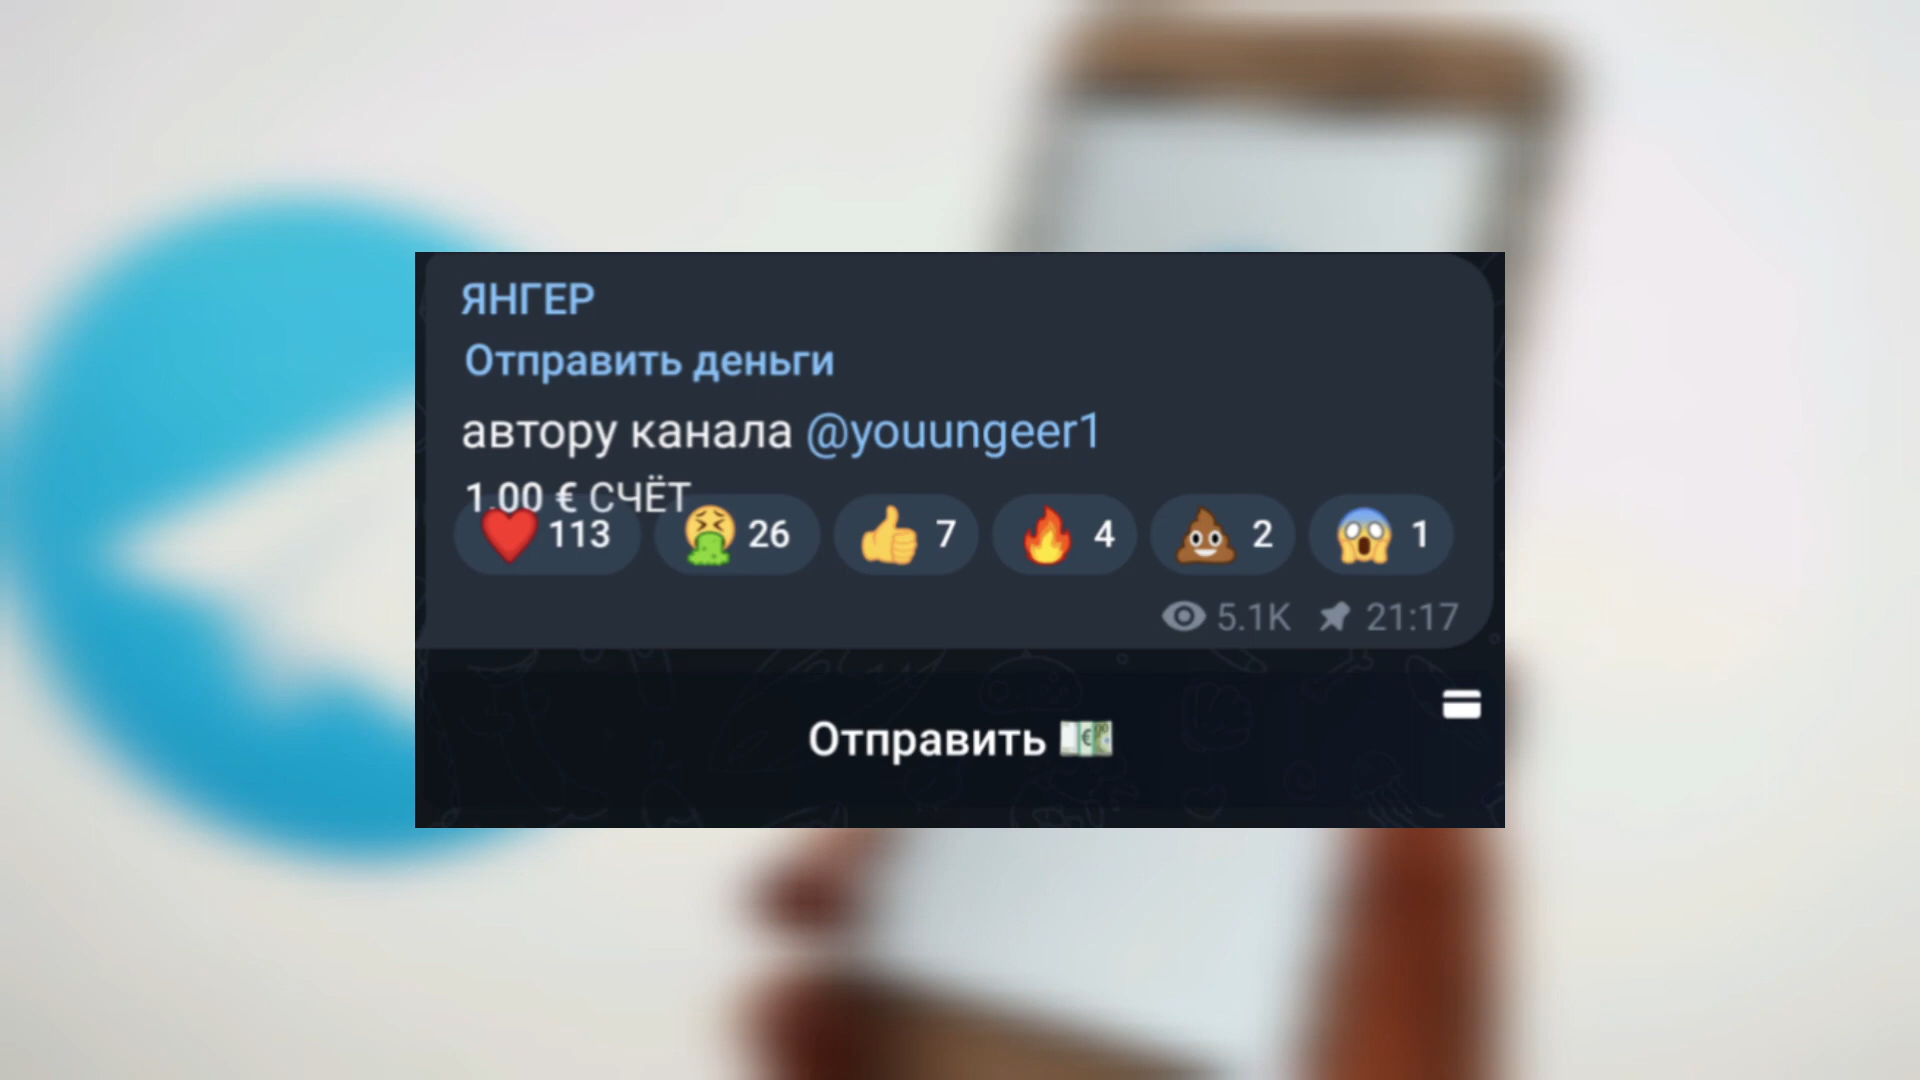 ЯНГЕР
Отправить деньги
автору канала @youungeer1
1,00 € СЧЁТ
❤️ 113 🤮 26 👍 7 🔥 4 💩 2 😱 1
5.1K 21:17
Отправить 💶